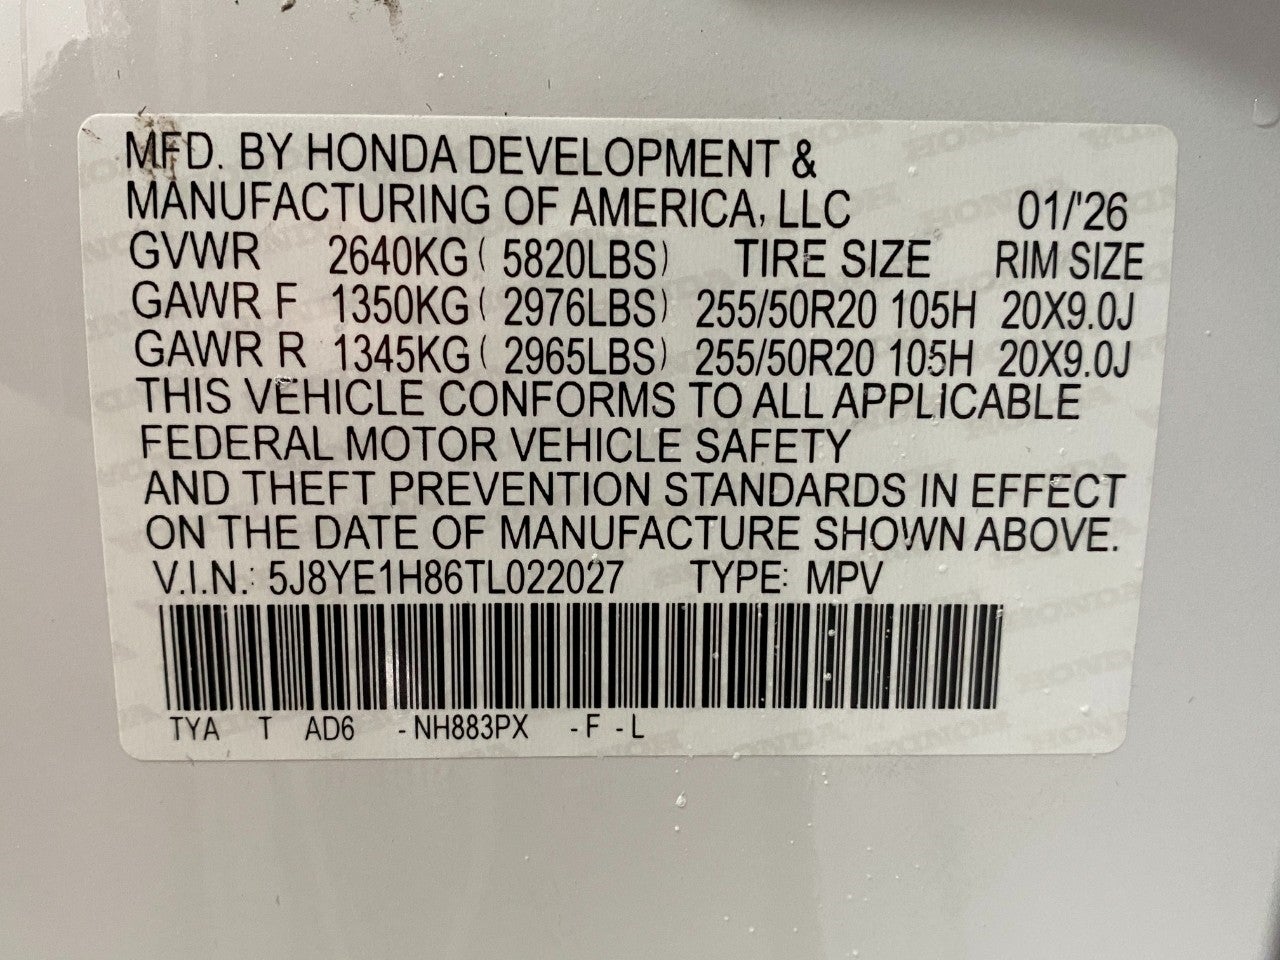 MFD. BY HONDA DEVELOPMENT &
MANUFACTURING OF AMERICA, LLC 01/'26
GVWR 2640KG ( 5820LBS) TIRE SIZE RIM SIZE
GAWR F 1350KG ( 2976LBS) 255/50R20 105H 20X9.0J
GAWR R 1345KG ( 2965LBS) 255/50R20 105H 20X9.0J
THIS VEHICLE CONFORMS TO ALL APPLICABLE
FEDERAL MOTOR VEHICLE SAFETY
AND THEFT PREVENTION STANDARDS IN EFFECT
ON THE DATE OF MANUFACTURE SHOWN ABOVE.
V.I.N.: 5J8YE1H86TL022027 TYPE: MPV
TYA T AD6 -NH883PX -F -L